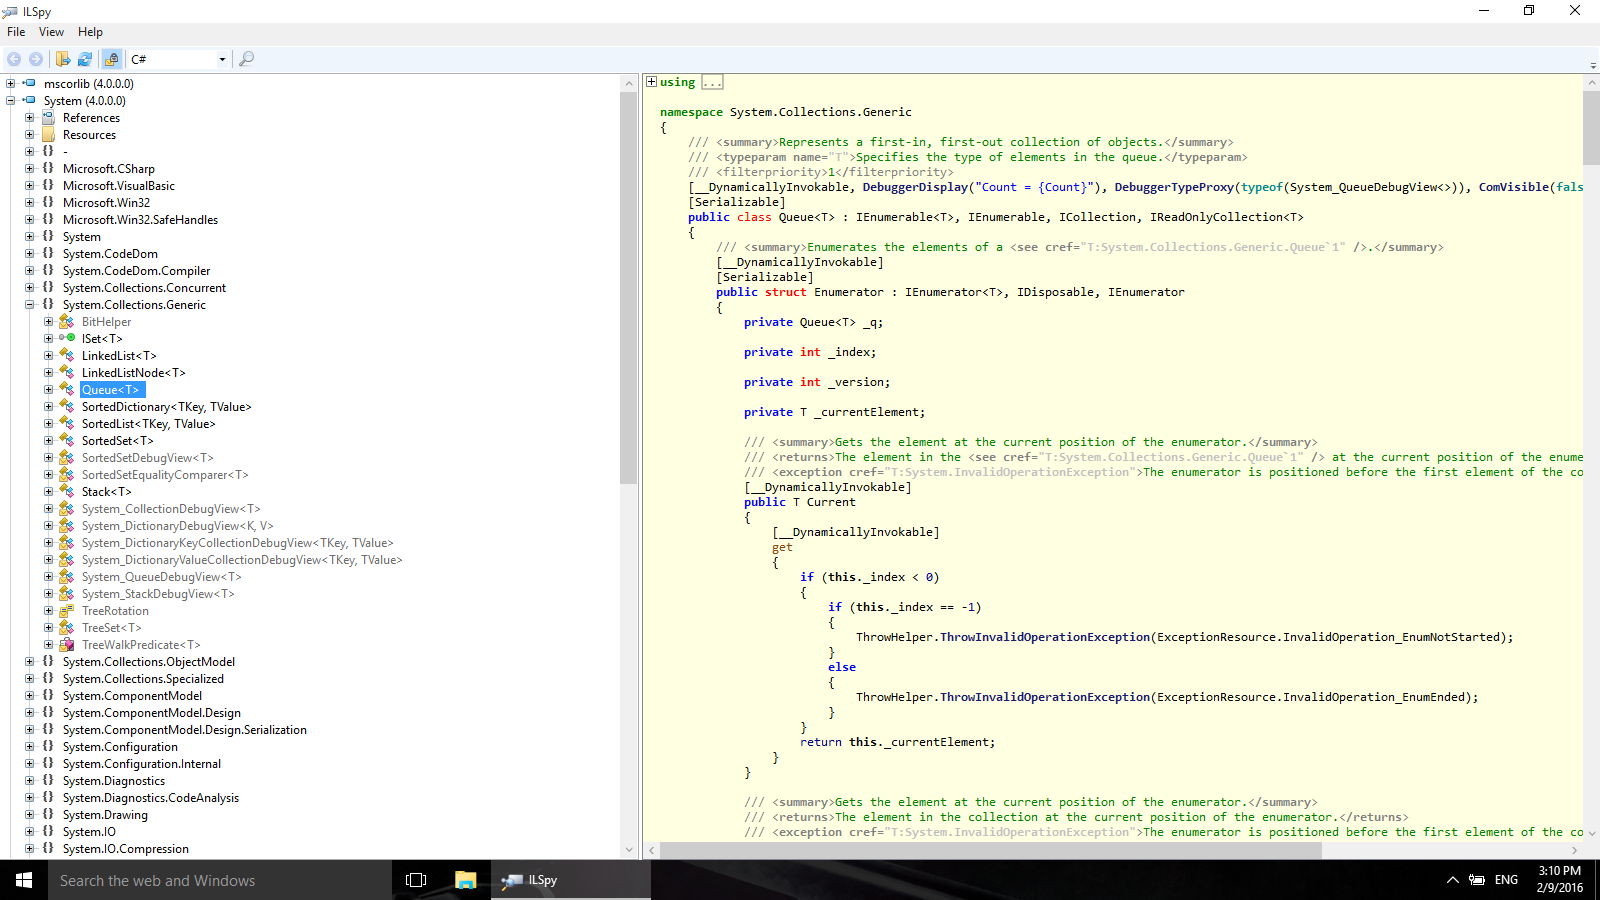 ILSpy
File View Help
C#
mscorlib (4.0.0.0)
System (4.0.0.0)
References
Resources
{} -
{} Microsoft.CSharp
{} Microsoft.VisualBasic
{} Microsoft.Win32
{} Microsoft.Win32.SafeHandles
{} System
{} System.CodeDom
{} System.CodeDom.Compiler
{} System.Collections.Concurrent
{} System.Collections.Generic
BitHelper
ISet<T>
LinkedList<T>
LinkedListNode<T>
Queue<T>
SortedDictionary<TKey, TValue>
SortedList<TKey, TValue>
SortedSet<T>
SortedSetDebugView<T>
SortedSetEqualityComparer<T>
Stack<T>
System_CollectionDebugView<T>
System_DictionaryDebugView<K, V>
System_DictionaryKeyCollectionDebugView<TKey, TValue>
System_DictionaryValueCollectionDebugView<TKey, TValue>
System_QueueDebugView<T>
System_StackDebugView<T>
TreeRotation
TreeSet<T>
TreeWalkPredicate<T>
{} System.Collections.ObjectModel
{} System.Collections.Specialized
{} System.ComponentModel
{} System.ComponentModel.Design
{} System.ComponentModel.Design.Serialization
{} System.Configuration
{} System.Configuration.Internal
{} System.Diagnostics
{} System.Diagnostics.CodeAnalysis
{} System.Drawing
{} System.IO
{} System.IO.Compression
using ...
namespace System.Collections.Generic
{
/// <summary>Represents a first-in, first-out collection of objects.</summary>
/// <typeparam name="T">Specifies the type of elements in the queue.</typeparam>
/// <filterpriority>1</filterpriority>
[__DynamicallyInvokable, DebuggerDisplay("Count = {Count}"), DebuggerTypeProxy(typeof(System_QueueDebugView<>)), ComVisible(fals
[Serializable]
public class Queue<T> : IEnumerable<T>, IEnumerable, ICollection, IReadOnlyCollection<T>
{
/// <summary>Enumerates the elements of a <see cref="T:System.Collections.Generic.Queue`1" />.</summary>
[__DynamicallyInvokable]
[Serializable]
public struct Enumerator : IEnumerator<T>, IDisposable, IEnumerator
{
private Queue<T> _q;
private int _index;
private int _version;
private T _currentElement;
/// <summary>Gets the element at the current position of the enumerator.</summary>
/// <returns>The element in the <see cref="T:System.Collections.Generic.Queue`1" /> at the current position of the enume
/// <exception cref="T:System.InvalidOperationException">The enumerator is positioned before the first element of the co
[__DynamicallyInvokable]
public T Current
{
[__DynamicallyInvokable]
get
{
if (this._index < 0)
{
if (this._index == -1)
{
ThrowHelper.ThrowInvalidOperationException(ExceptionResource.InvalidOperation_EnumNotStarted);
}
else
{
ThrowHelper.ThrowInvalidOperationException(ExceptionResource.InvalidOperation_EnumEnded);
}
}
return this._currentElement;
}
}
/// <summary>Gets the element at the current position of the enumerator.</summary>
/// <returns>The element in the collection at the current position of the enumerator.</returns>
/// <exception cref="T:System.InvalidOperationException">The enumerator is positioned before the first element of the co
Search the web and Windows
ILSpy
ENG
3:10 PM
2/9/2016